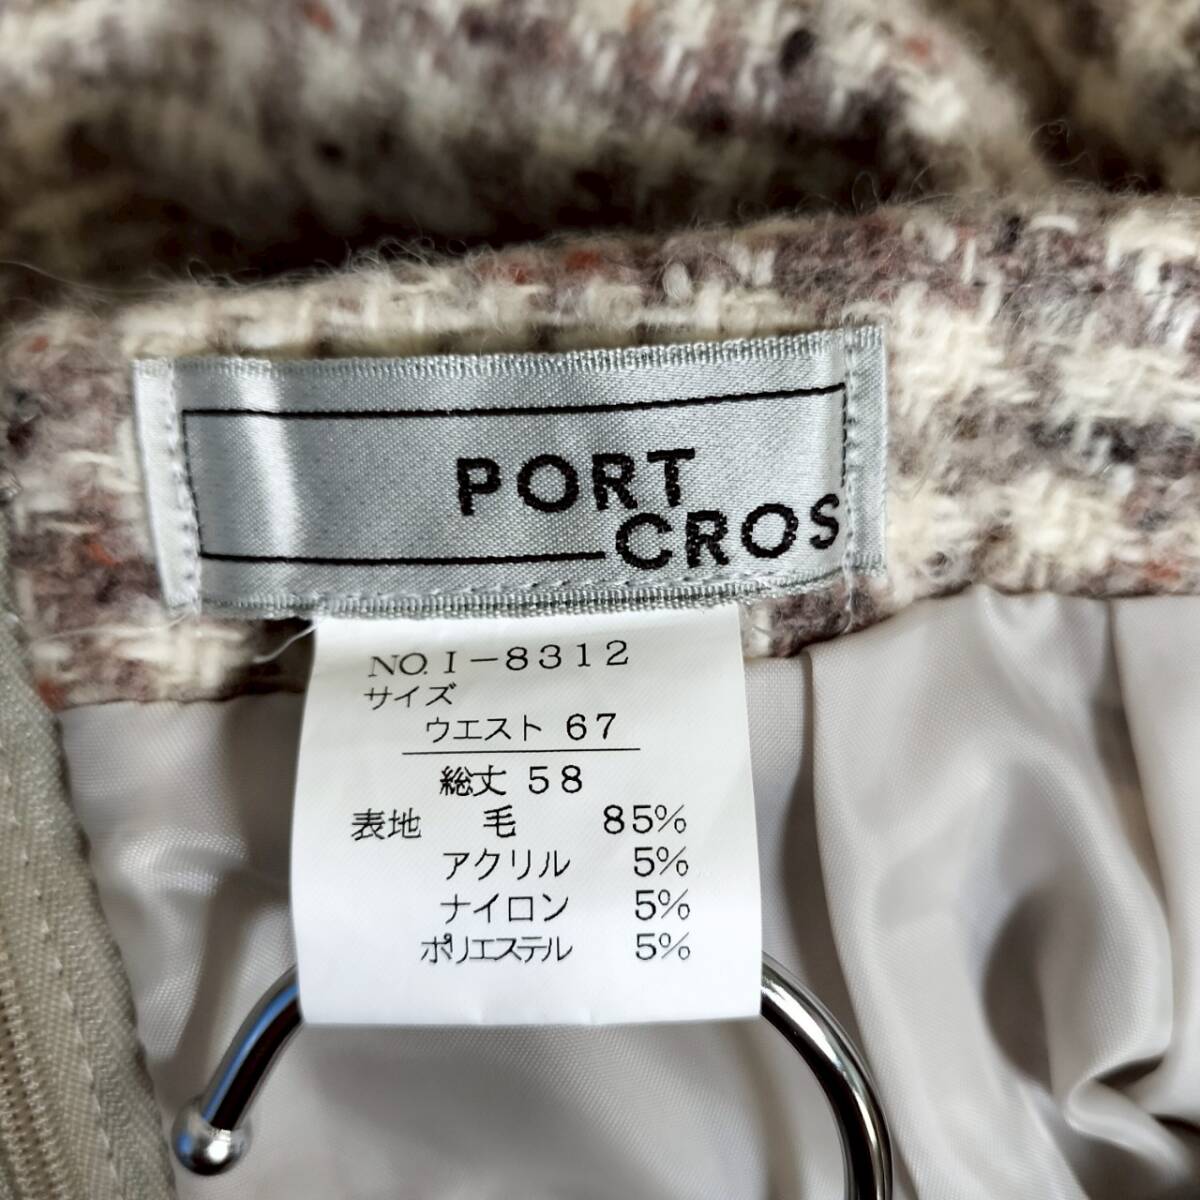 PORT
CROS
NO.I-8312
サイズ
ウエスト 67
総丈 58
表地 毛 85%
アクリル 5%
ナイロン 5%
ポリエステル 5%